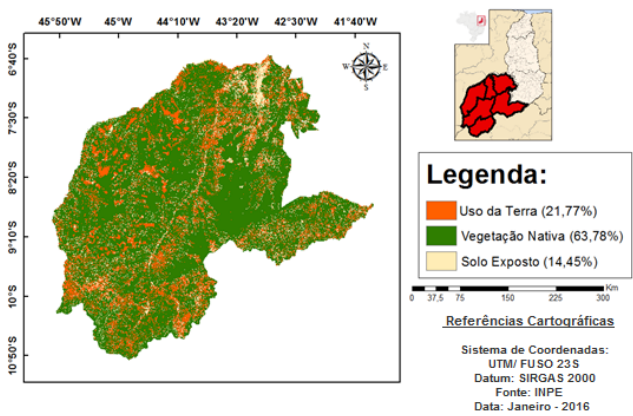 45°50'W 45°W 44°10'W 43°20'W 42°30'W 41°40'W
6°40'S
7°30'S
8°20'S
9°10'S
10°S
10°50'S
N
W E
S
Legenda:
Uso da Terra (21,77%)
Vegetação Nativa (63,78%)
Solo Exposto (14,45%)
Km
0 37,5 75 150 225 300
Referências Cartográficas
Sistema de Coordenadas:
UTM/ FUSO 23S
Datum: SIRGAS 2000
Fonte: INPE
Data: Janeiro - 2016